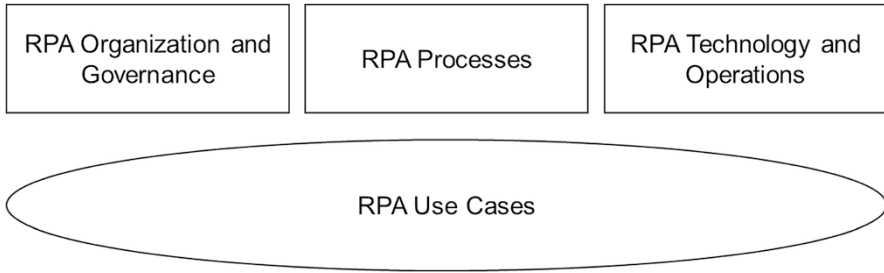 RPA Organization and
Governance
RPA Processes
RPA Technology and
Operations
RPA Use Cases